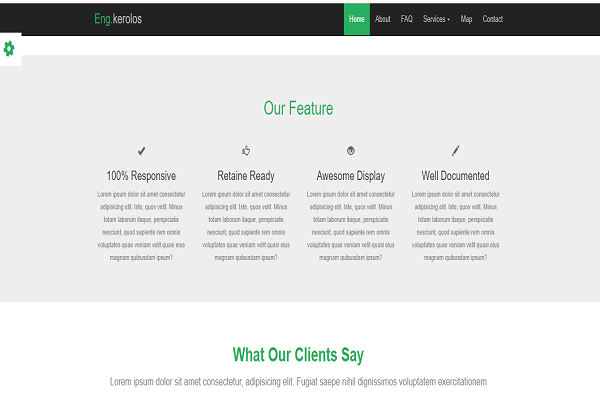 Eng.kerolos
Home About FAQ Services Map Contact
Our Feature
100% Responsive
Lorem ipsum dolor sit amet consectetur
adipisicing elit. Iste, quos velit. Minus
totam laborum itaque, perspiciatis
nesciunt, quod sapiente rem omnis
voluptates quae veniam velit quasi eius
magnam quibusdam ipsum?
Retaine Ready
Lorem ipsum dolor sit amet consectetur
adipisicing elit. Iste, quos velit. Minus
totam laborum itaque, perspiciatis
nesciunt, quod sapiente rem omnis
voluptates quae veniam velit quasi eius
magnam quibusdam ipsum?
Awesome Display
Lorem ipsum dolor sit amet consectetur
adipisicing elit. Iste, quos velit. Minus
totam laborum itaque, perspiciatis
nesciunt, quod sapiente rem omnis
voluptates quae veniam velit quasi eius
magnam quibusdam ipsum?
Well Documented
Lorem ipsum dolor sit amet consectetur
adipisicing elit. Iste, quos velit. Minus
totam laborum itaque, perspiciatis
nesciunt, quod sapiente rem omnis
voluptates quae veniam velit quasi eius
magnam quibusdam ipsum?
What Our Clients Say
Lorem ipsum dolor sit amet consectetur, adipisicing elit. Fugiat saepe nihil dignissimos voluptatem exercitationem